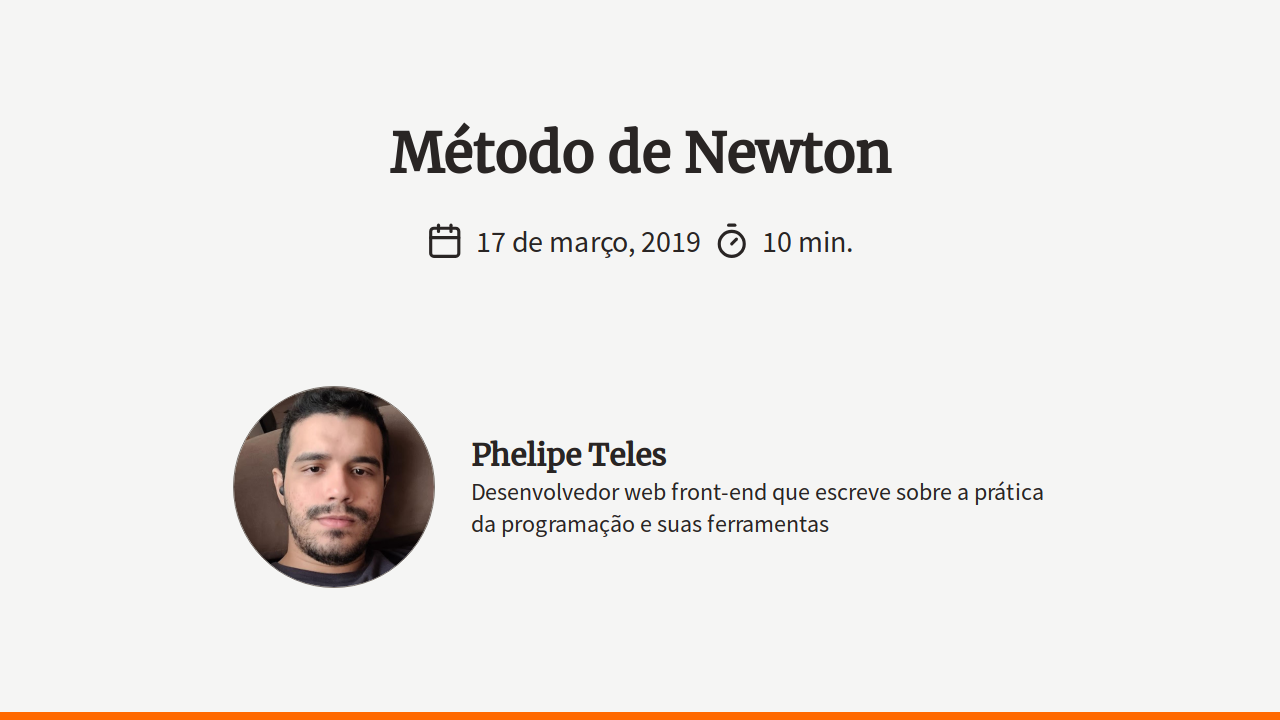 Método de Newton
17 de março, 2019 10 min.
Phelipe Teles
Desenvolvedor web front-end que escreve sobre a prática
da programação e suas ferramentas